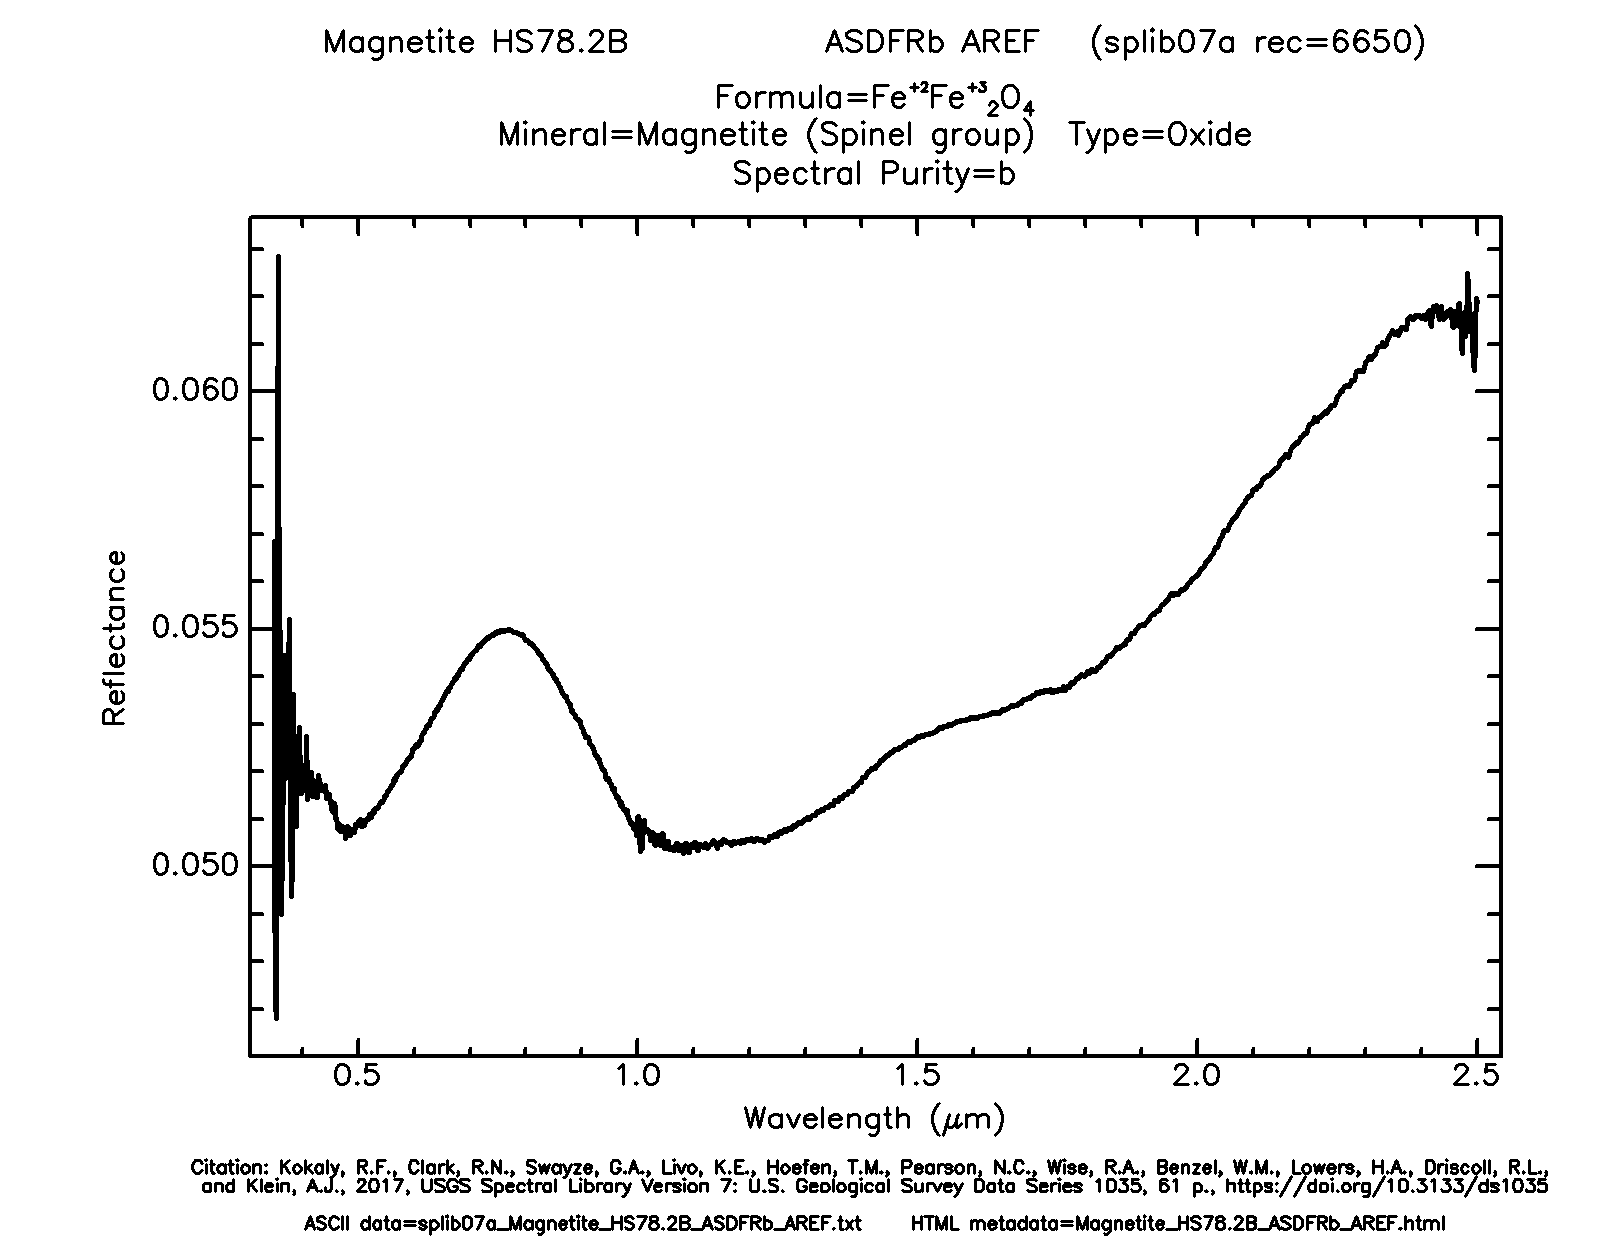 Magnetite HS78.2B ASDFRb AREF (splib07a rec=6650)
Formula=Fe⁺²Fe⁺³₂O₄
Mineral=Magnetite (Spinel group) Type=Oxide
Spectral Purity=b
0.060
0.055
0.050
Reflectance
0.5 1.0 1.5 2.0 2.5
Wavelength (μm)
Citation: Kokaly, R.F., Clark, R.N., Swayze, G.A., Livo, K.E., Hoefen, T.M., Pearson, N.C., Wise, R.A., Benzel, W.M., Lowers, H.A., Driscoll, R.L.,
and Klein, A.J., 2017, USGS Spectral Library Version 7: U.S. Geological Survey Data Series 1035, 61 p., https://doi.org/10.3133/ds1035
ASCII data=splib07a_Magnetite_HS78.2B_ASDFRb_AREF.txt HTML metadata=Magnetite_HS78.2B_ASDFRb_AREF.html